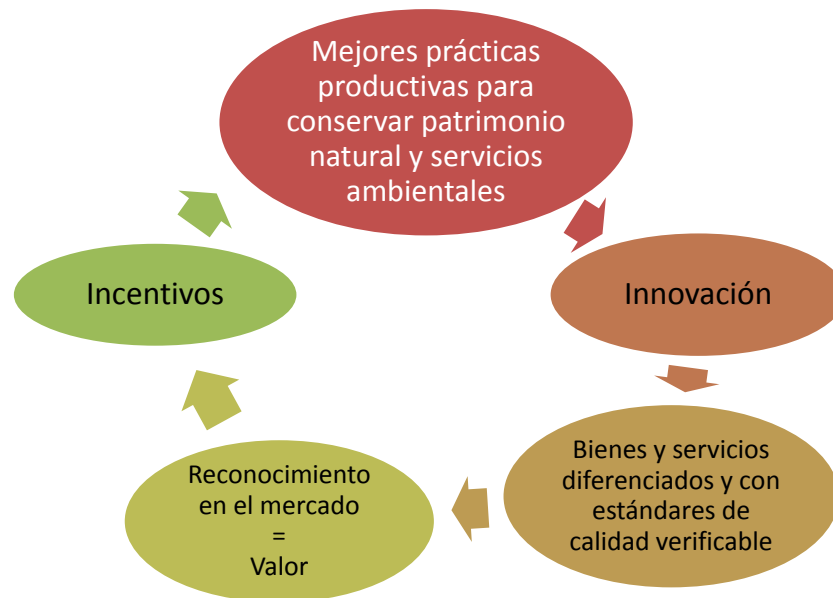 Mejores prácticas
productivas para
conservar patrimonio
natural y servicios
ambientales
Incentivos
Innovación
Bienes y servicios
diferenciados y con
estándares de
calidad verificable
Reconocimiento
en el mercado
=
Valor